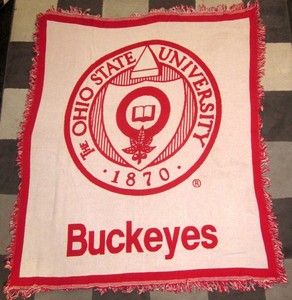 THE OHIO STATE UNIVERSITY
· 1870 ·
®
Buckeyes